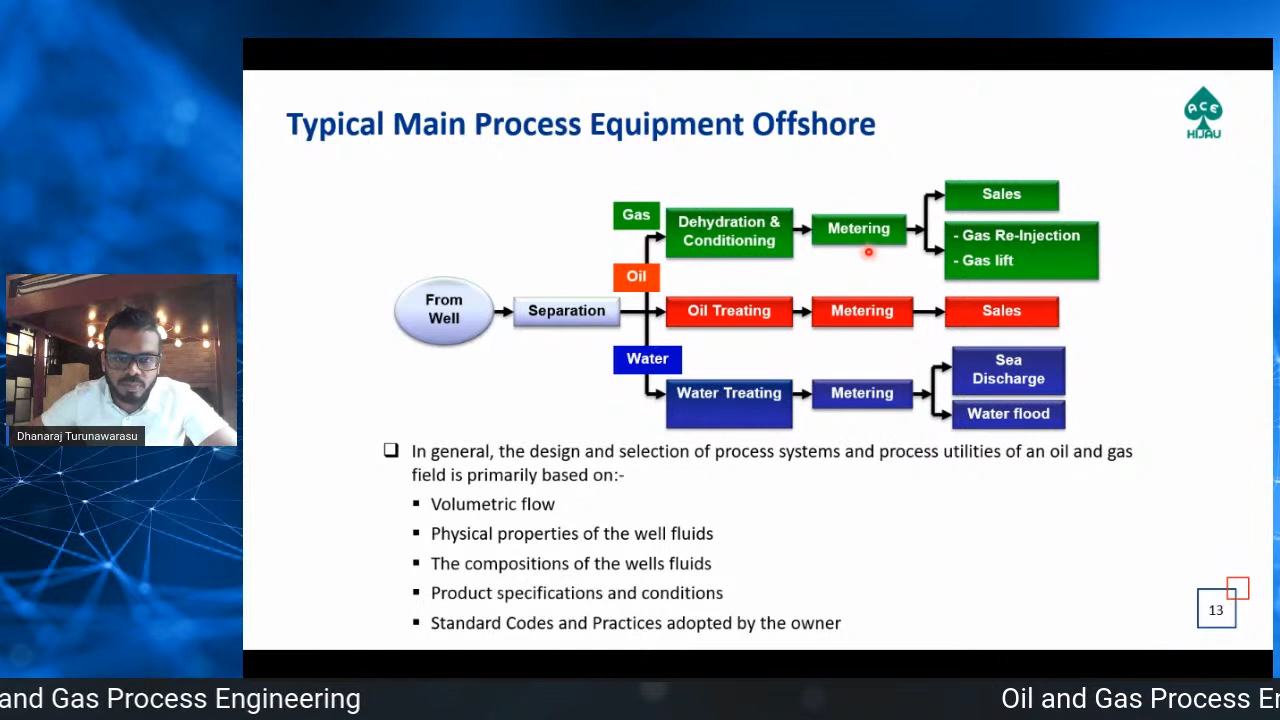 Typical Main Process Equipment Offshore
ACE
HIJAU
Gas
Dehydration &
Conditioning
Metering
Sales
- Gas Re-Injection
- Gas lift
From
Well
Separation
Oil
Oil Treating
Metering
Sales
Water
Water Treating
Metering
Sea
Discharge
Water flood
Dhanaraj Turunawarasu
In general, the design and selection of process systems and process utilities of an oil and gas
field is primarily based on:-
Volumetric flow
Physical properties of the well fluids
The compositions of the wells fluids
Product specifications and conditions
Standard Codes and Practices adopted by the owner
13
and Gas Process Engineering
Oil and Gas Process En